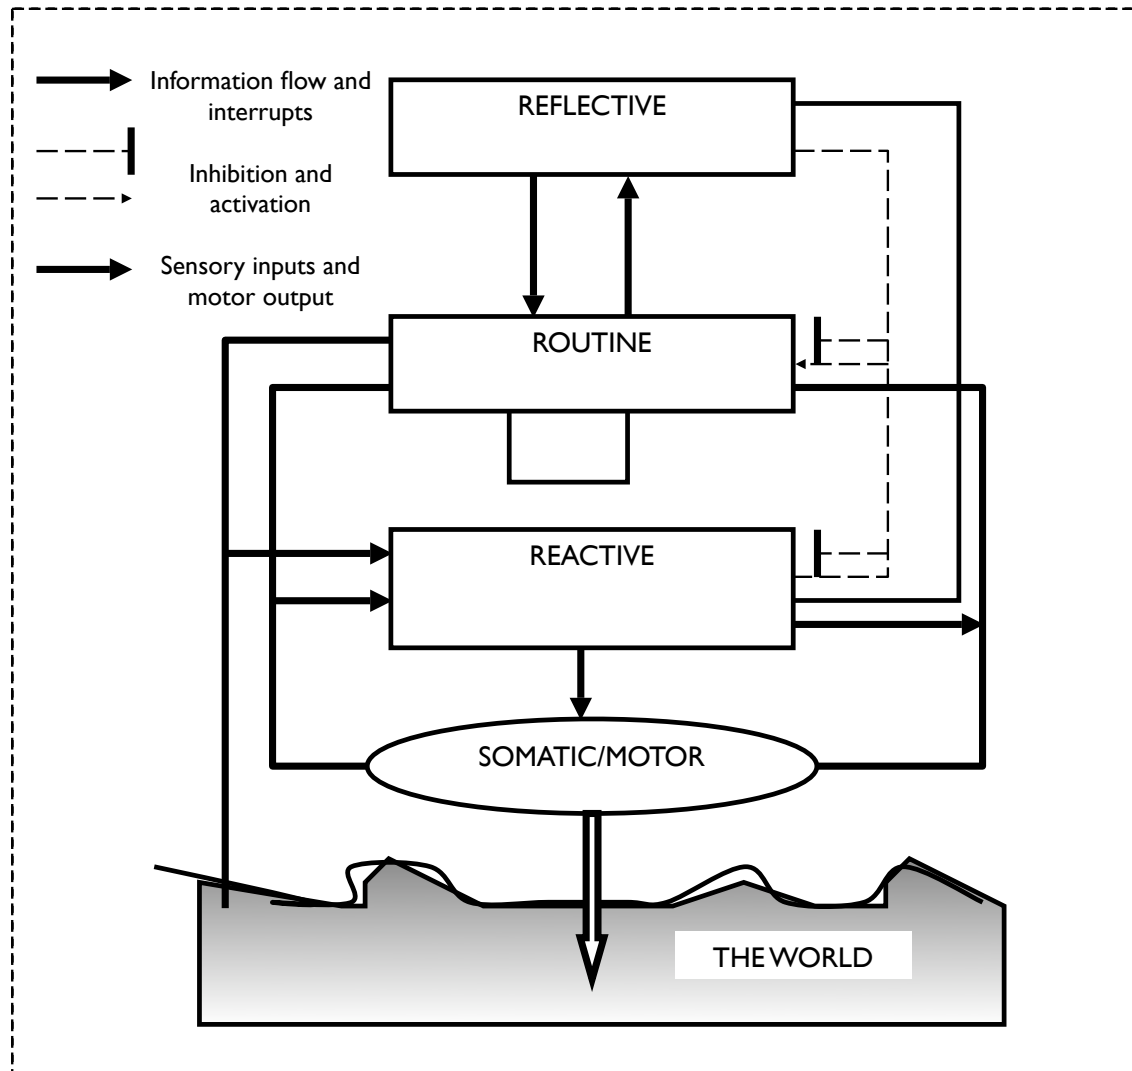 Information flow and
interrupts
Inhibition and
activation
Sensory inputs and
motor output
REFLECTIVE
ROUTINE
REACTIVE
SOMATIC/MOTOR
THE WORLD